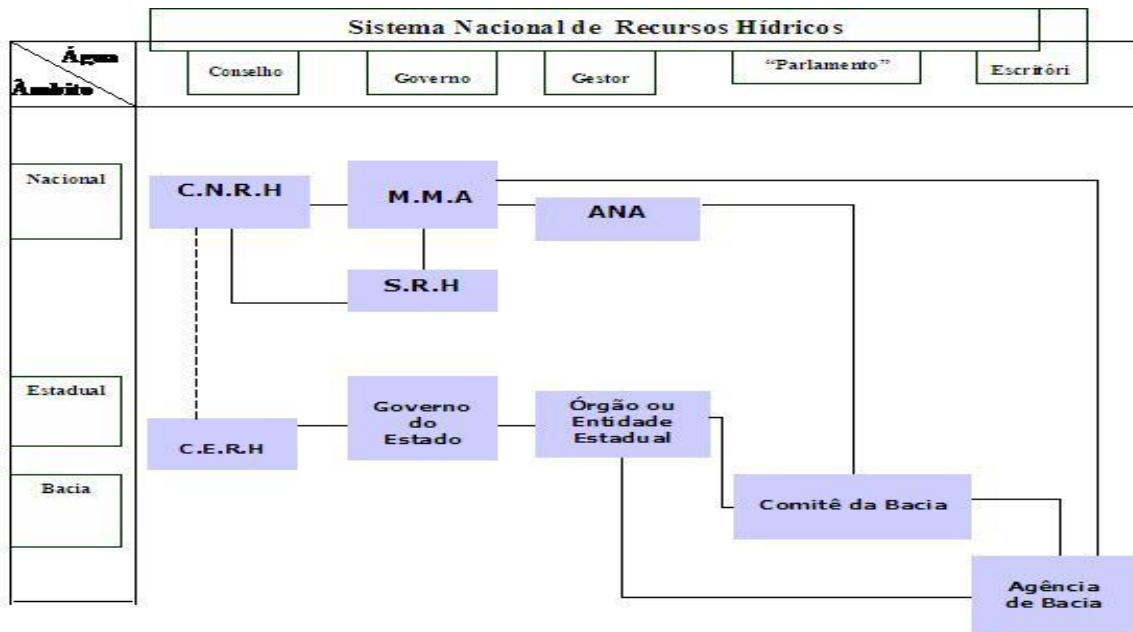 Sistema Nacional de Recursos Hídricos
Água
Âmbito
Conselho
Governo
Gestor
“Parlamento”
Escritóri
Nacional
C.N.R.H
M.M.A
ANA
S.R.H
Estadual
C.E.R.H
Governo
do
Estado
Órgão ou
Entidade
Estadual
Bacia
Comitê da Bacia
Agência
de Bacia